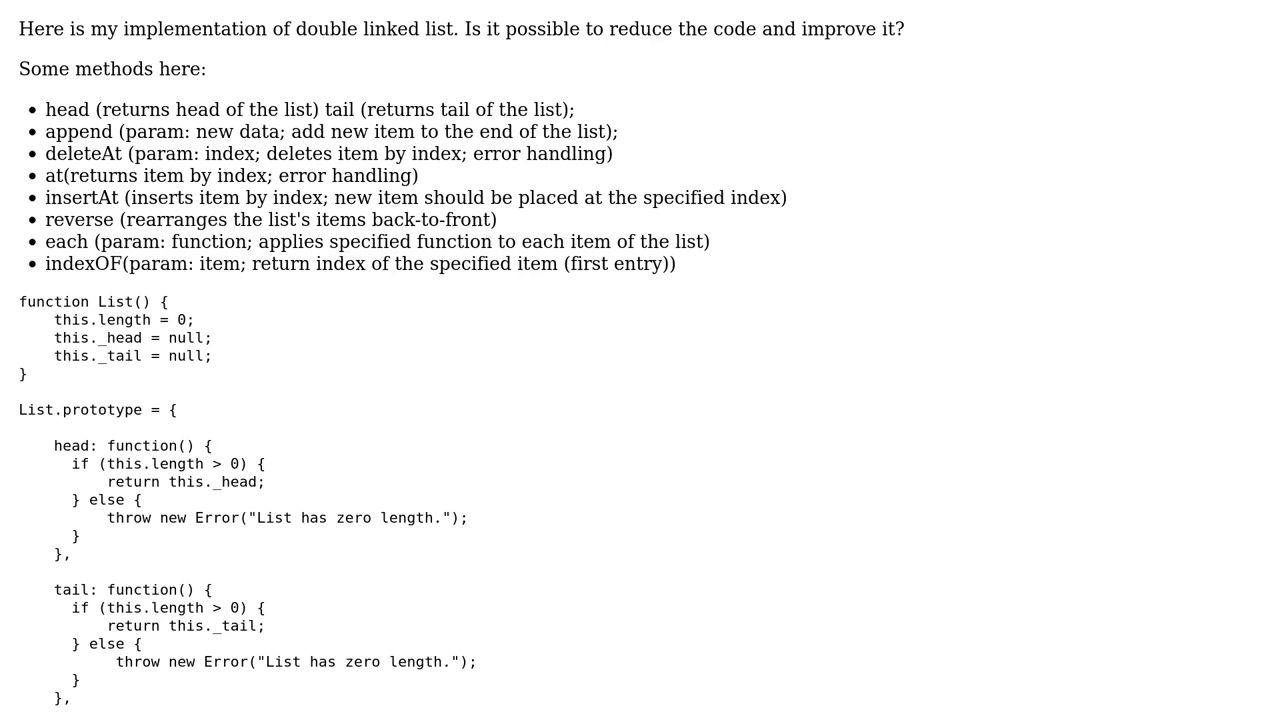 Here is my implementation of double linked list. Is it possible to reduce the code and improve it?
Some methods here:
• head (returns head of the list) tail (returns tail of the list);
• append (param: new data; add new item to the end of the list);
• deleteAt (param: index; deletes item by index; error handling)
• at(returns item by index; error handling)
• insertAt (inserts item by index; new item should be placed at the specified index)
• reverse (rearranges the list's items back-to-front)
• each (param: function; applies specified function to each item of the list)
• indexOF(param: item; return index of the specified item (first entry))
function List() {
    this.length = 0;
    this._head = null;
    this._tail = null;
}
List.prototype = {
    head: function() {
      if (this.length > 0) {
          return this._head;
      } else {
          throw new Error("List has zero length.");
      }
    },
    tail: function() {
      if (this.length > 0) {
          return this._tail;
      } else {
           throw new Error("List has zero length.");
      }
    },